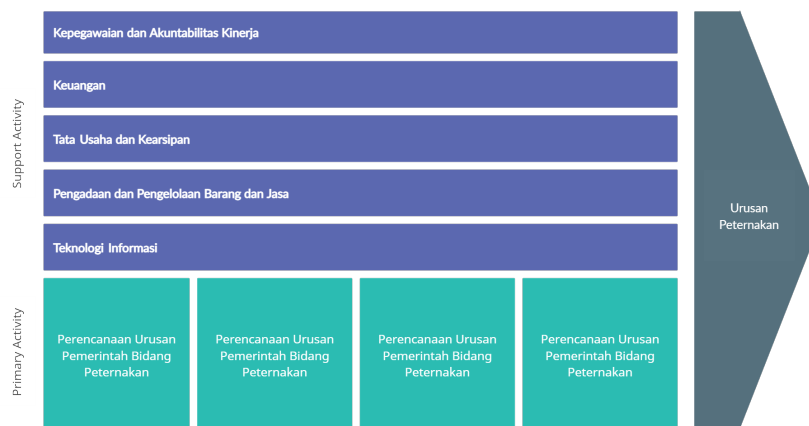 Support Activity
Kepegawaian dan Akuntabilitas Kinerja
Keuangan
Tata Usaha dan Kearsipan
Pengadaan dan Pengelolaan Barang dan Jasa
Teknologi Informasi
Primary Activity
Perencanaan Urusan
Pemerintah Bidang
Peternakan
Perencanaan Urusan
Pemerintah Bidang
Peternakan
Perencanaan Urusan
Pemerintah Bidang
Peternakan
Perencanaan Urusan
Pemerintah Bidang
Peternakan
Urusan
Peternakan